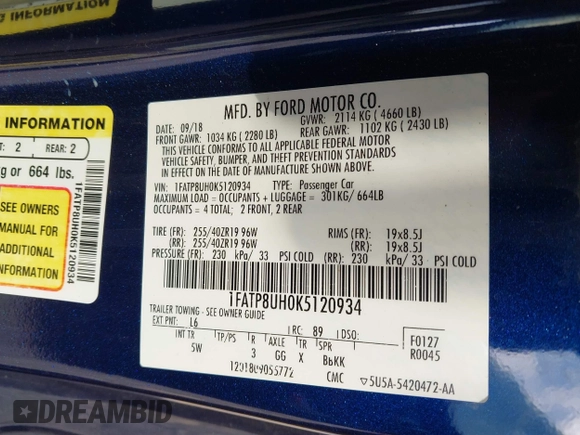 INFORMATION
2 REAR: 2
g or 664 lbs.
SEE OWNERS
MANUAL FOR
ADDITIONAL
INFORMATION
1FATP8UH0K5120934
MFD. BY FORD MOTOR CO.
DATE: 09/18 GVWR: 2114 KG ( 4660 LB)
FRONT GAWR: 1034 KG ( 2280 LB) REAR GAWR: 1102 KG ( 2430 LB)
THIS VEHICLE CONFORMS TO ALL APPLICABLE FEDERAL MOTOR
VEHICLE SAFETY, BUMPER, AND THEFT PREVENTION STANDARDS
IN EFFECT ON THE DATE OF MANUFACTURE SHOWN ABOVE.
VIN: 1FATP8UH0K5120934 TYPE: Passenger Car
MAXIMUM LOAD = OCCUPANTS + LUGGAGE = 301KG/ 664LB
OCCUPANTS = 4 TOTAL; 2 FRONT, 2 REAR
TIRE (FR): 255/40ZR19 96W RIMS (FR): 19x8.5J
(RR): 255/40ZR19 96W (RR): 19x8.5J
PRESSURE (FR): 230 kPa/ 33 PSI COLD (RR): 230 kPa/ 33 PSI COLD
1FATP8UH0K5120934
TRAILER TOWING - SEE OWNER GUIDE
EXT PNT: L6 RC: 89 DSO: F0127
INT TR TP/PS R AXLE TR SPR R0045
5W 3 GG X BbKK
CMC ▽5U5A-5420472-AA
DREAMBID